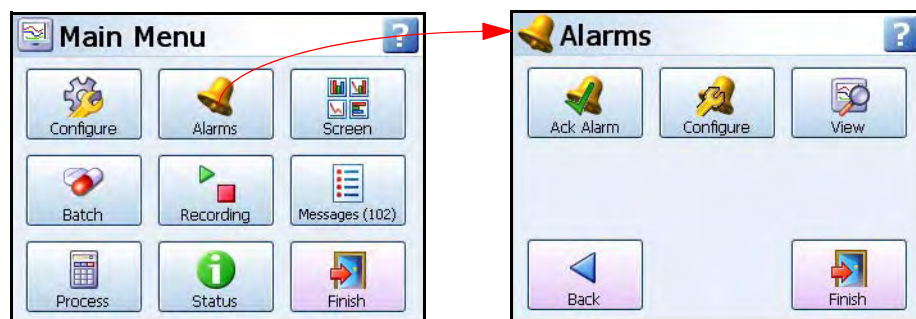 Main Menu
?
Configure
Alarms
Screen
Batch
Recording
Messages (102)
Process
Status
Finish
Alarms
?
Ack Alarm
Configure
View
Back
Finish